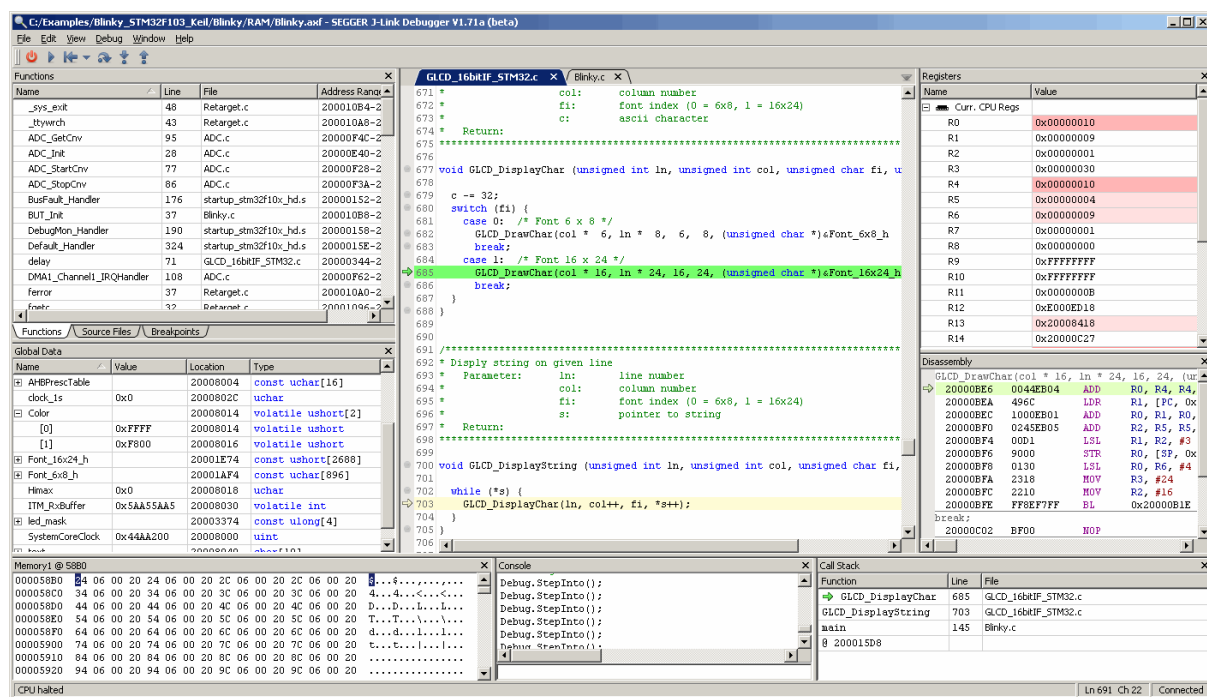 C:/Examples/Blinky_STM32F103_Keil/Blinky/RAM/Blinky.axf - SEGGER J-Link Debugger V1.71a (beta)
File Edit View Debug Window Help
Functions
Name Line File Address Range
_sys_exit 48 Retarget.c 200010B4-2
_ttywrch 43 Retarget.c 200010A8-2
ADC_GetCnv 95 ADC.c 20000F4C-2
ADC_Init 28 ADC.c 20000E40-2
ADC_StartCnv 77 ADC.c 20000F28-2
ADC_StopCnv 86 ADC.c 20000F3A-2
BusFault_Handler 176 startup_stm32f10x_hd.s 20000152-2
BUT_Init 37 Blinky.c 200010B8-2
DebugMon_Handler 190 startup_stm32f10x_hd.s 20000158-2
Default_Handler 324 startup_stm32f10x_hd.s 2000015E-2
delay 71 GLCD_16bitIF_STM32.c 20000344-2
DMA1_Channel1_IRQHandler 108 ADC.c 20000F62-2
ferror 37 Retarget.c 200010A0-2
fgetc 32 Retarget.c 20001096-2
Functions Source Files Breakpoints
Global Data
Name Value Location Type
AHBPrescTable 20008004 const uchar[16]
clock_1s 0x0 2000802C uchar
Color 20008014 volatile ushort[2]
[0] 0xFFFF 20008014 volatile ushort
[1] 0xF800 20008016 volatile ushort
Font_16x24_h 20001E74 const ushort[2688]
Font_6x8_h 20001AF4 const uchar[896]
Himax 0x0 20008018 uchar
ITM_RxBuffer 0x5AA55AA5 20008030 volatile int
led_mask 20003374 const ulong[4]
SystemCoreClock 0x44AA200 20008000 uint
text 20008040 char[10]
GLCD_16bitIF_STM32.c Blinky.c
671 * col: column number
672 * fi: font index (0 = 6x8, 1 = 16x24)
673 * c: ascii character
674 * Return:
675 ******************************************************************************
676
677 void GLCD_DisplayChar (unsigned int ln, unsigned int col, unsigned char fi, u
678
679 c -= 32;
680 switch (fi) {
681 case 0: /* Font 6 x 8 */
682 GLCD_DrawChar(col * 6, ln * 8, 6, 8, (unsigned char *)&Font_6x8_h
683 break;
684 case 1: /* Font 16 x 24 */
685 GLCD_DrawChar(col * 16, ln * 24, 16, 24, (unsigned char *)&Font_16x24_h
686 break;
687 }
688 }
689
690
691 /*****************************************************************************
692 * Disply string on given line
693 * Parameter: ln: line number
694 * col: column number
695 * fi: font index (0 = 6x8, 1 = 16x24)
696 * s: pointer to string
697 * Return:
698 ******************************************************************************
699
700 void GLCD_DisplayString (unsigned int ln, unsigned int col, unsigned char fi,
701
702 while (*s) {
703 GLCD_DisplayChar(ln, col++, fi, *s++);
704 }
705 }
706
Registers
Name Value
Curr. CPU Regs
R0 0x00000010
R1 0x00000009
R2 0x00000001
R3 0x00000030
R4 0x00000010
R5 0x00000004
R6 0x00000009
R7 0x00000001
R8 0x00000000
R9 0xFFFFFFFF
R10 0xFFFFFFFF
R11 0x0000000B
R12 0xE000ED18
R13 0x20008418
R14 0x20000C27
Disassembly
GLCD_DrawChar(col * 16, ln * 24, 16, 24, (un
20000BE6 0044EB04 ADD R0, R4, R4,
20000BEA 496C LDR R1, [PC, 0x
20000BEC 1000EB01 ADD R0, R1, R0,
20000BF0 0245EB05 ADD R2, R5, R5,
20000BF4 00D1 LSL R1, R2, #3
20000BF6 9000 STR R0, [SP, 0x
20000BF8 0130 LSL R0, R6, #4
20000BFA 2318 MOV R3, #24
20000BFC 2210 MOV R2, #16
20000BFE FF8EF7FF BL 0x20000B1E
break;
20000C02 BF00 NOP
Memory1 @ 58B0
000058B0 24 06 00 20 24 06 00 20 2C 06 00 20 2C 06 00 20 $...$...,...,...
000058C0 34 06 00 20 34 06 00 20 3C 06 00 20 3C 06 00 20 4...4...<...<...
000058D0 44 06 00 20 44 06 00 20 4C 06 00 20 4C 06 00 20 D...D...L...L...
000058E0 54 06 00 20 54 06 00 20 5C 06 00 20 5C 06 00 20 T...T...\...\...
000058F0 64 06 00 20 64 06 00 20 6C 06 00 20 6C 06 00 20 d...d...l...l...
00005900 74 06 00 20 74 06 00 20 7C 06 00 20 7C 06 00 20 t...t...|...|...
00005910 84 06 00 20 84 06 00 20 8C 06 00 20 8C 06 00 20 ................
00005920 94 06 00 20 94 06 00 20 9C 06 00 20 9C 06 00 20 ................
Console
Debug.StepInto();
Debug.StepInto();
Debug.StepInto();
Debug.StepInto();
Debug.StepInto();
Debug.StepInto();
Call Stack
Function Line File
GLCD_DisplayChar 685 GLCD_16bitIF_STM32.c
GLCD_DisplayString 703 GLCD_16bitIF_STM32.c
main 145 Blinky.c
@ 200015D8
CPU halted Ln 691 Ch 22 Connected